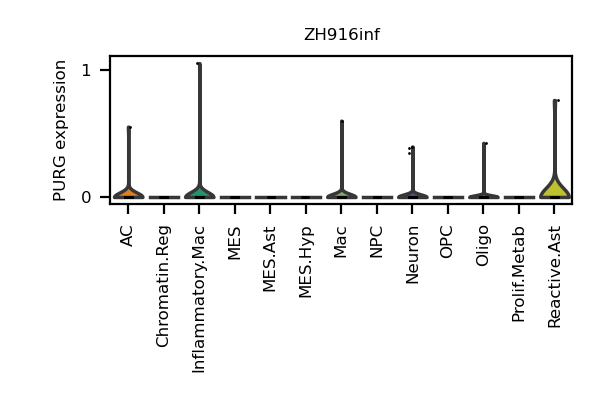 ZH916inf
PURG expression
1
0
AC
Chromatin.Reg
Inflammatory.Mac
MES
MES.Ast
MES.Hyp
Mac
NPC
Neuron
OPC
Oligo
Prolif.Metab
Reactive.Ast